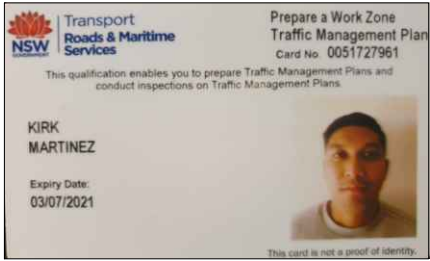 Transport
Roads & Maritime
Services
NSW
GOVERNMENT
Prepare a Work Zone
Traffic Management Plan
Card No. 0051727961
This qualification enables you to prepare Traffic Management Plans and
conduct inspections on Traffic Management Plans.
KIRK
MARTINEZ
Expiry Date:
03/07/2021
This card is not a proof of identity.